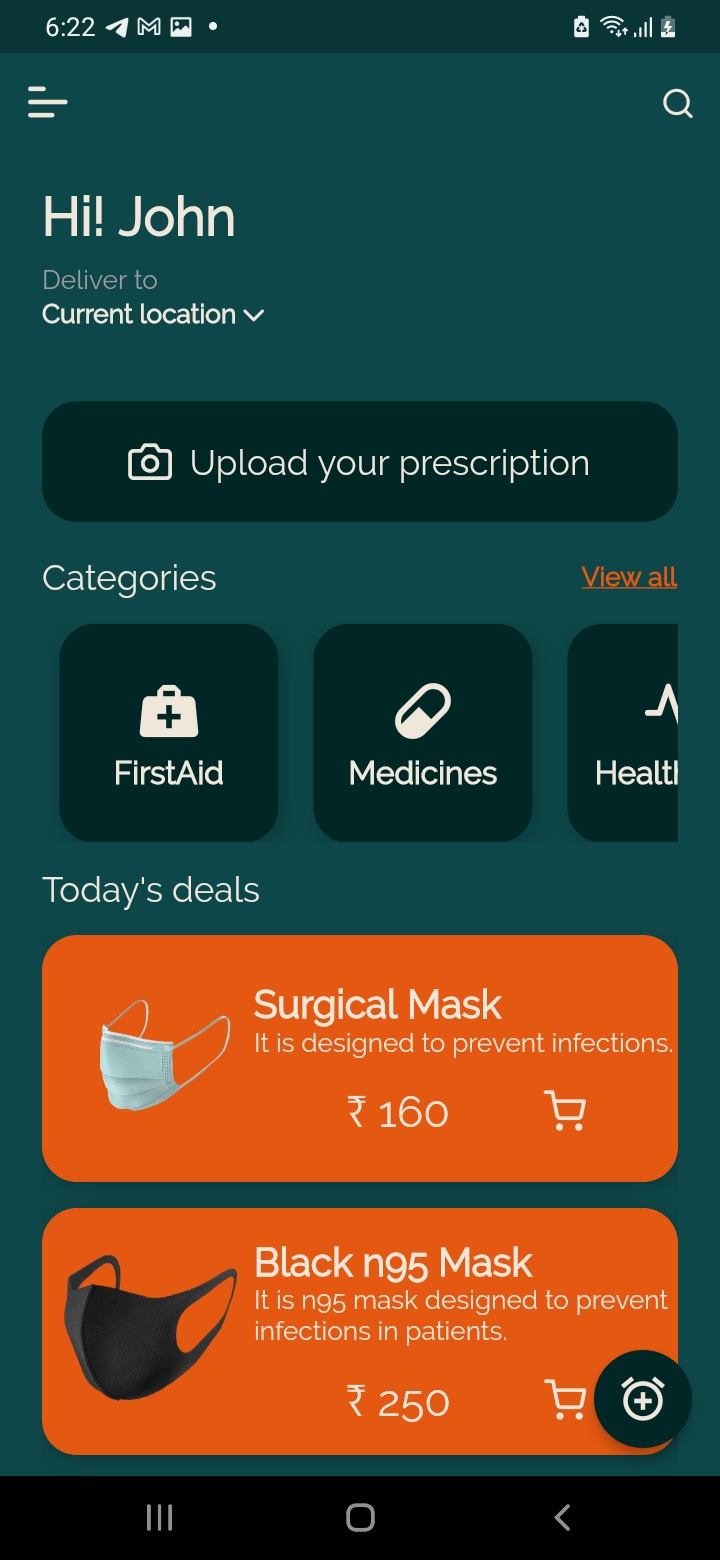 6:22
Hi! John
Deliver to
Current location
Upload your prescription
Categories
View all
FirstAid
Medicines
Health
Today's deals
Surgical Mask
It is designed to prevent infections.
₹ 160
Black n95 Mask
It is n95 mask designed to prevent
infections in patients.
₹ 250